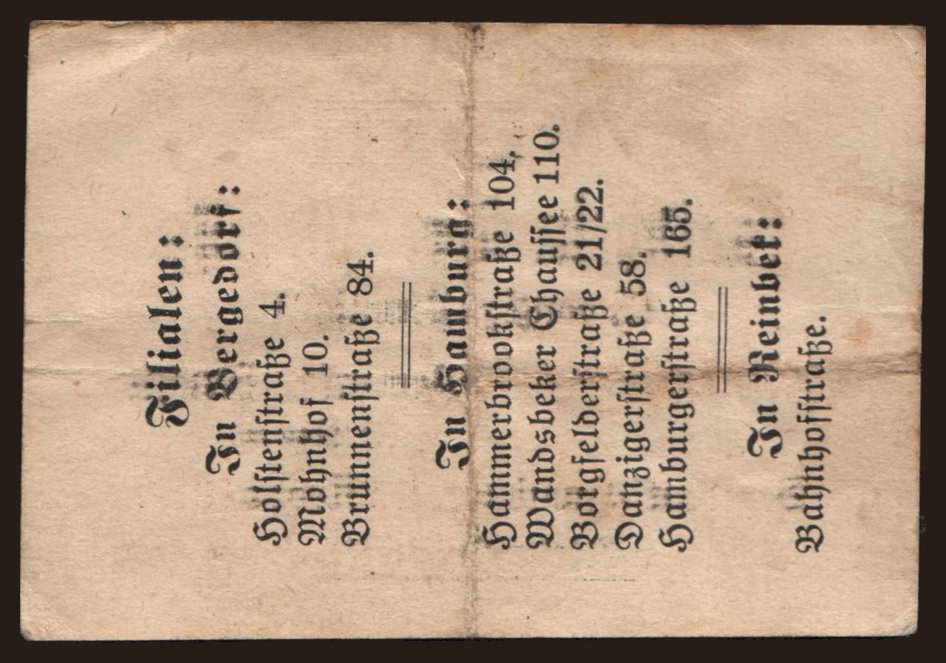 Filialen:
In Bergedorf:
Holstenstraße 4.
Mohnhof 10.
Brunnenstraße 84.
In Hamburg:
Hammerbrookstraße 104,
Wandsbeker Chaussee 110.
Borgfelderstraße 21/22.
Danzigerstraße 58.
Hamburgerstraße 165.
In Reinbek:
Bahnhofstraße.